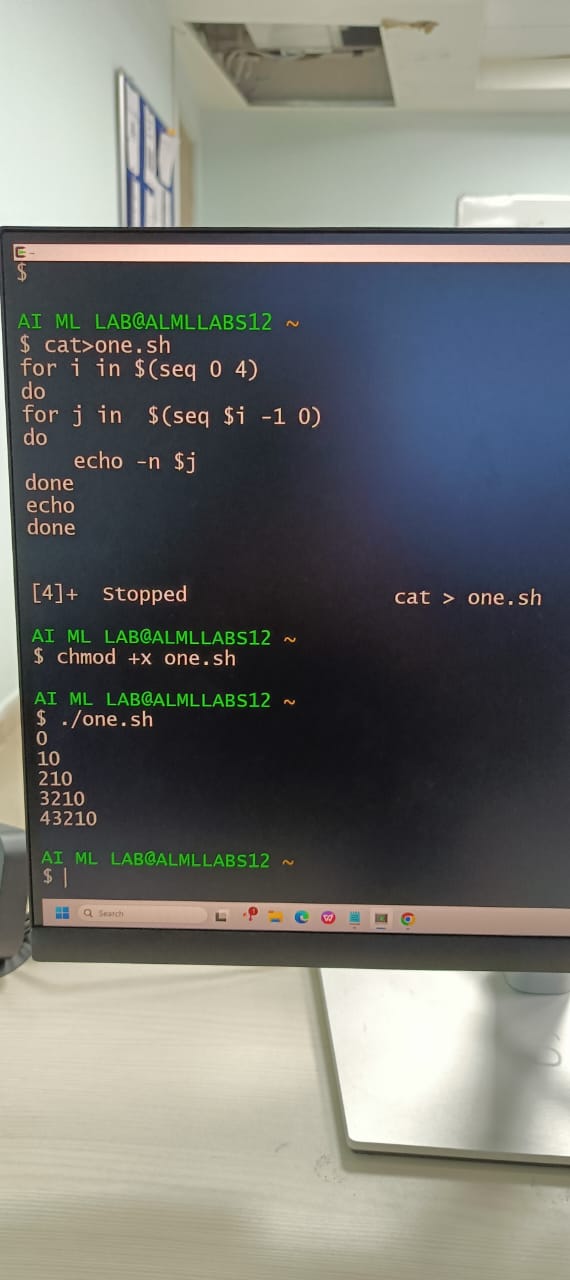 $
AI ML LAB@ALMLLABS12 ~
$ cat>one.sh
for i in $(seq 0 4)
do
for j in  $(seq $i -1 0)
do
    echo -n $j
done
echo
done
[4]+  Stopped                 cat > one.sh
AI ML LAB@ALMLLABS12 ~
$ chmod +x one.sh
AI ML LAB@ALMLLABS12 ~
$ ./one.sh
0
10
210
3210
43210
AI ML LAB@ALMLLABS12 ~
$
Search